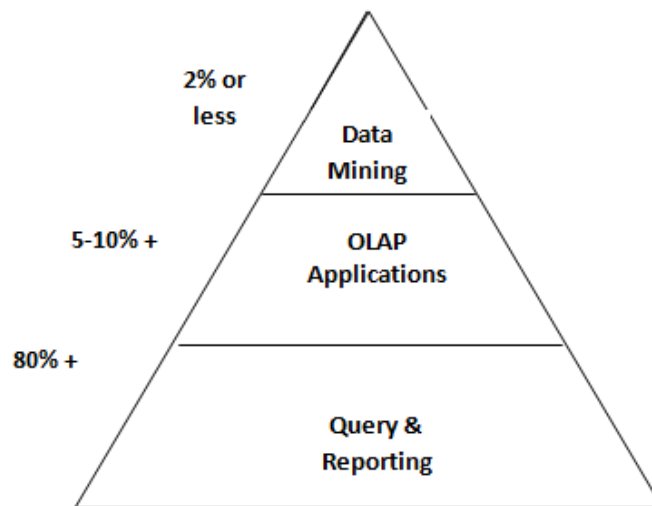 2% or
less
Data
Mining
5-10% +
OLAP
Applications
80% +
Query &
Reporting